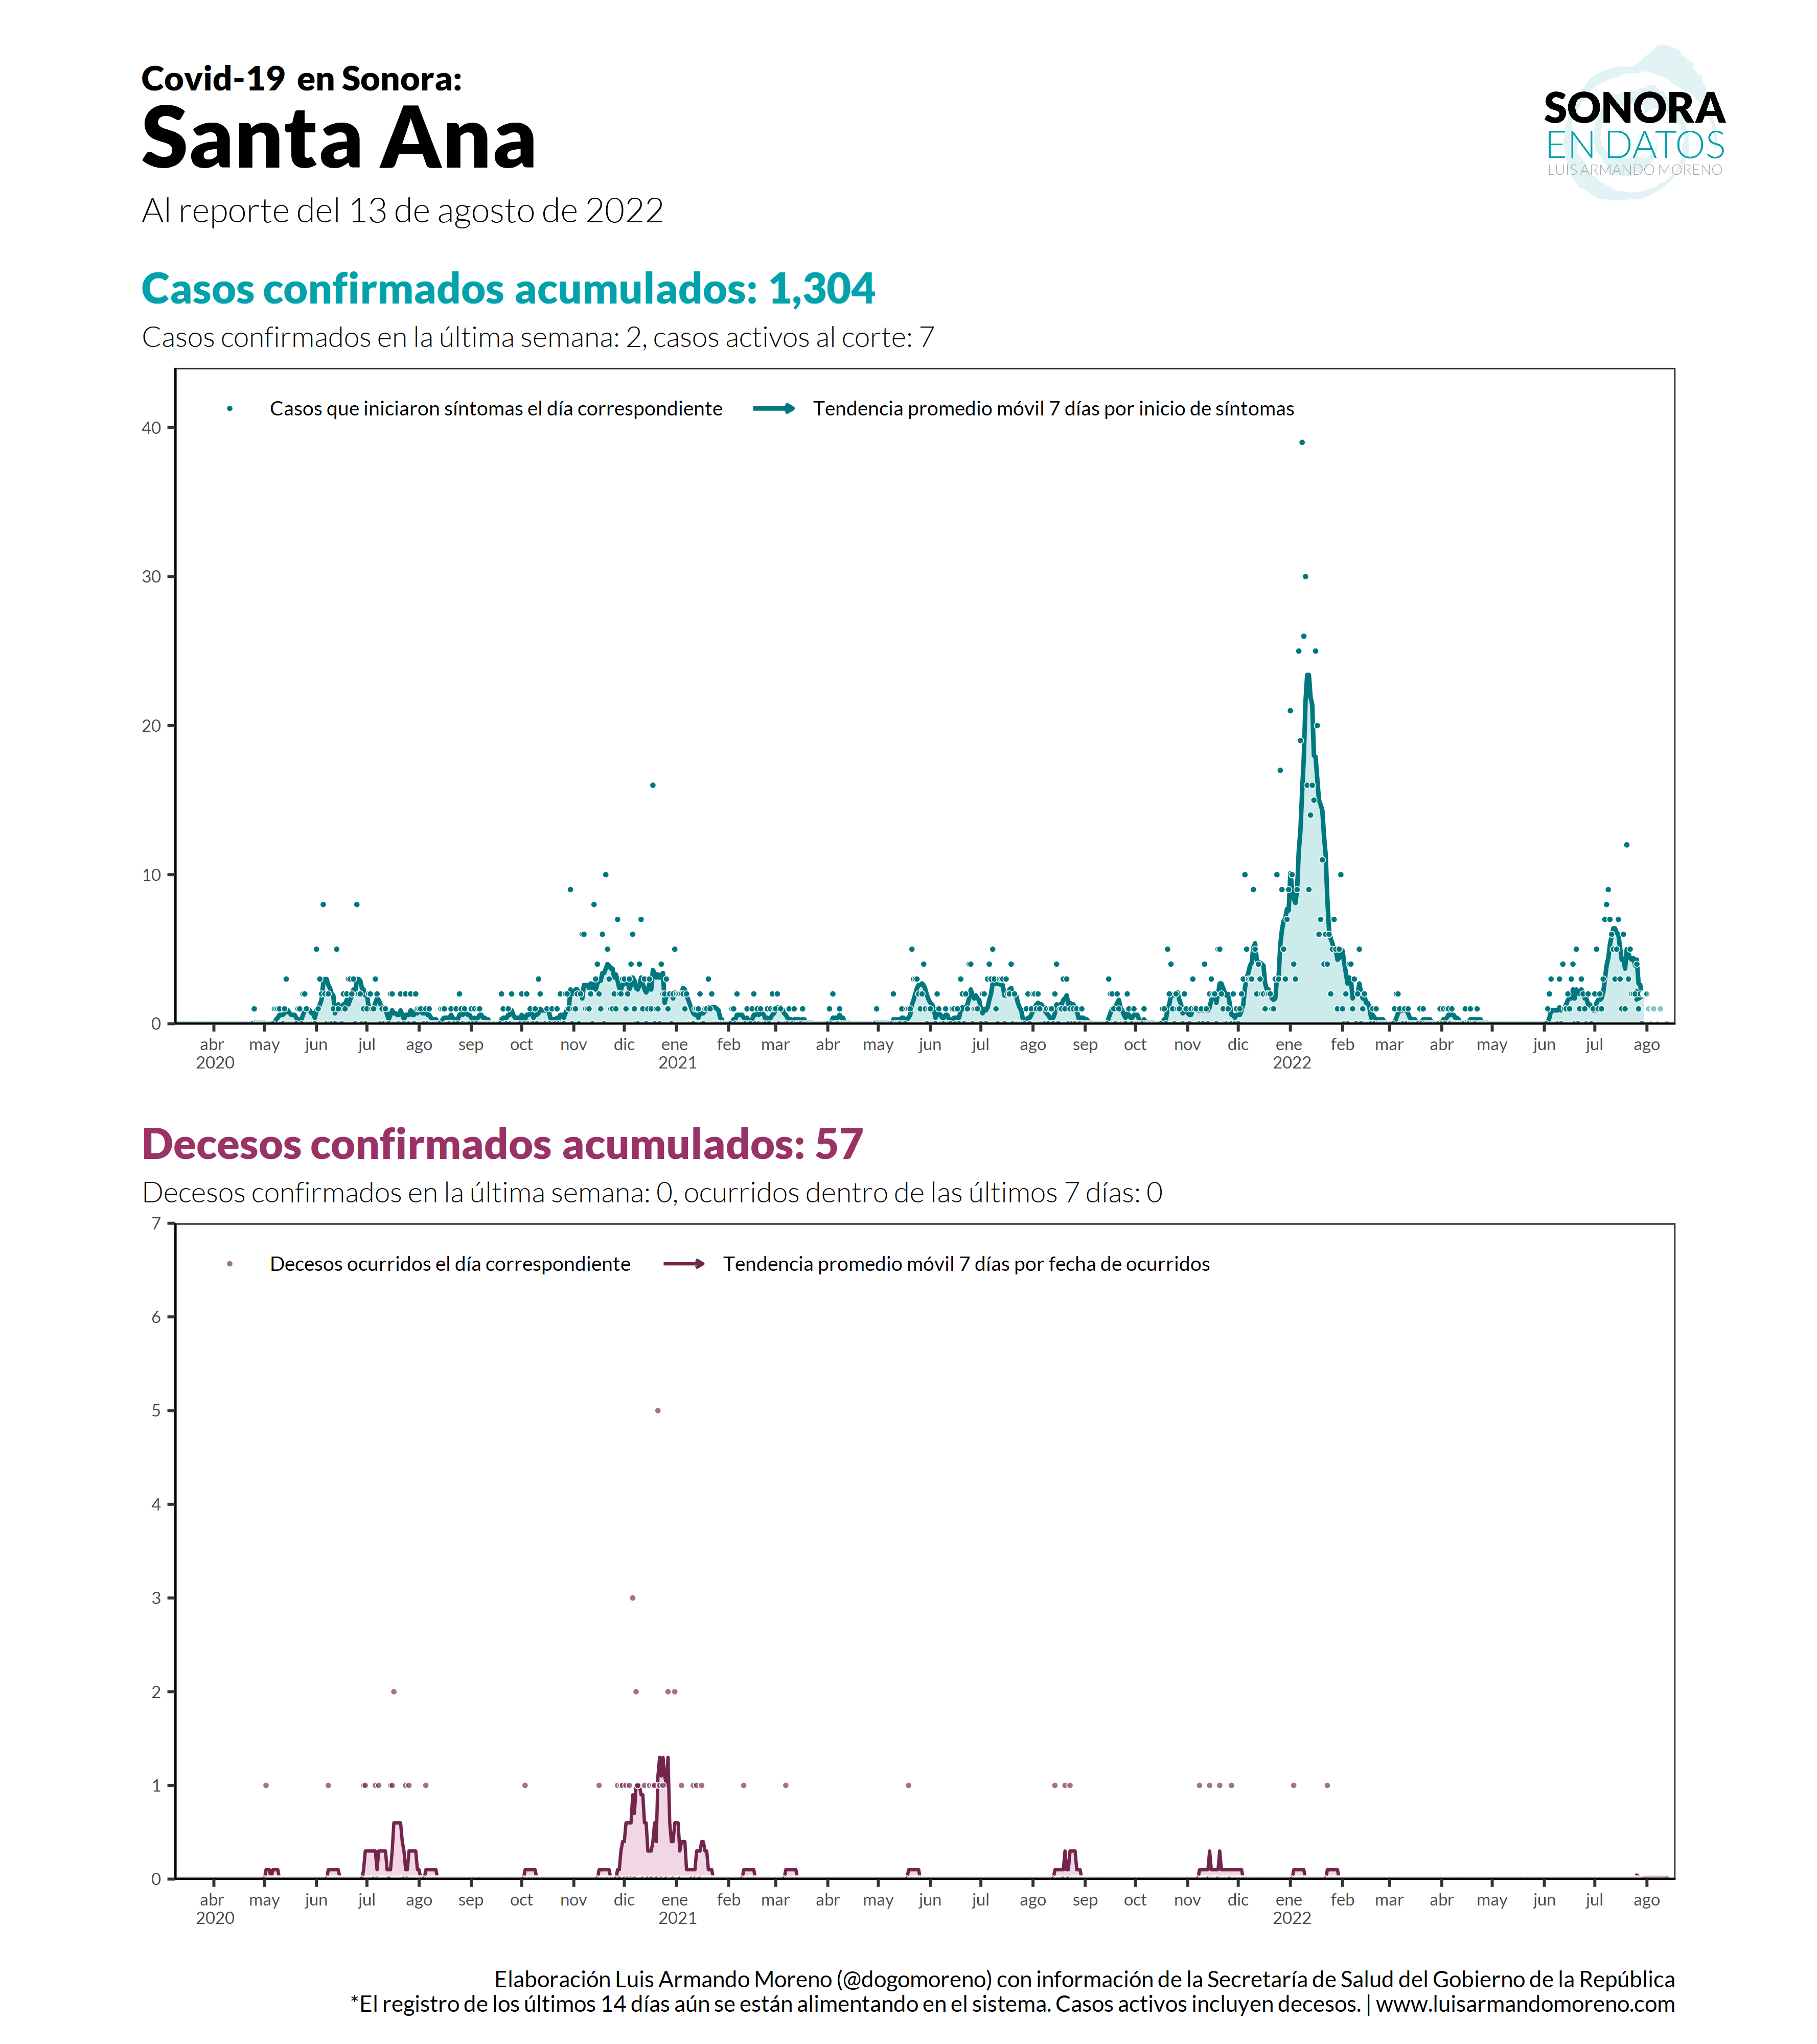 Covid-19 en Sonora:
Santa Ana
Al reporte del 13 de agosto de 2022
SONORA
EN DATOS
LUIS ARMANDO MORENO
Casos confirmados acumulados: 1,304
Casos confirmados en la última semana: 2, casos activos al corte: 7
Casos que iniciaron síntomas el día correspondiente Tendencia promedio móvil 7 días por inicio de síntomas
40
30
20
10
0
abr may jun jul ago sep oct nov dic ene feb mar abr may jun jul ago sep oct nov dic ene feb mar abr may jun jul ago
2020 2021 2022
Decesos confirmados acumulados: 57
Decesos confirmados en la última semana: 0, ocurridos dentro de las últimos 7 días: 0
7
Decesos ocurridos el día correspondiente Tendencia promedio móvil 7 días por fecha de ocurridos
6
5
4
3
2
1
0
abr may jun jul ago sep oct nov dic ene feb mar abr may jun jul ago sep oct nov dic ene feb mar abr may jun jul ago
2020 2021 2022
Elaboración Luis Armando Moreno (@dogomoreno) con información de la Secretaría de Salud del Gobierno de la República
*El registro de los últimos 14 días aún se están alimentando en el sistema. Casos activos incluyen decesos. | www.luisarmandomoreno.com